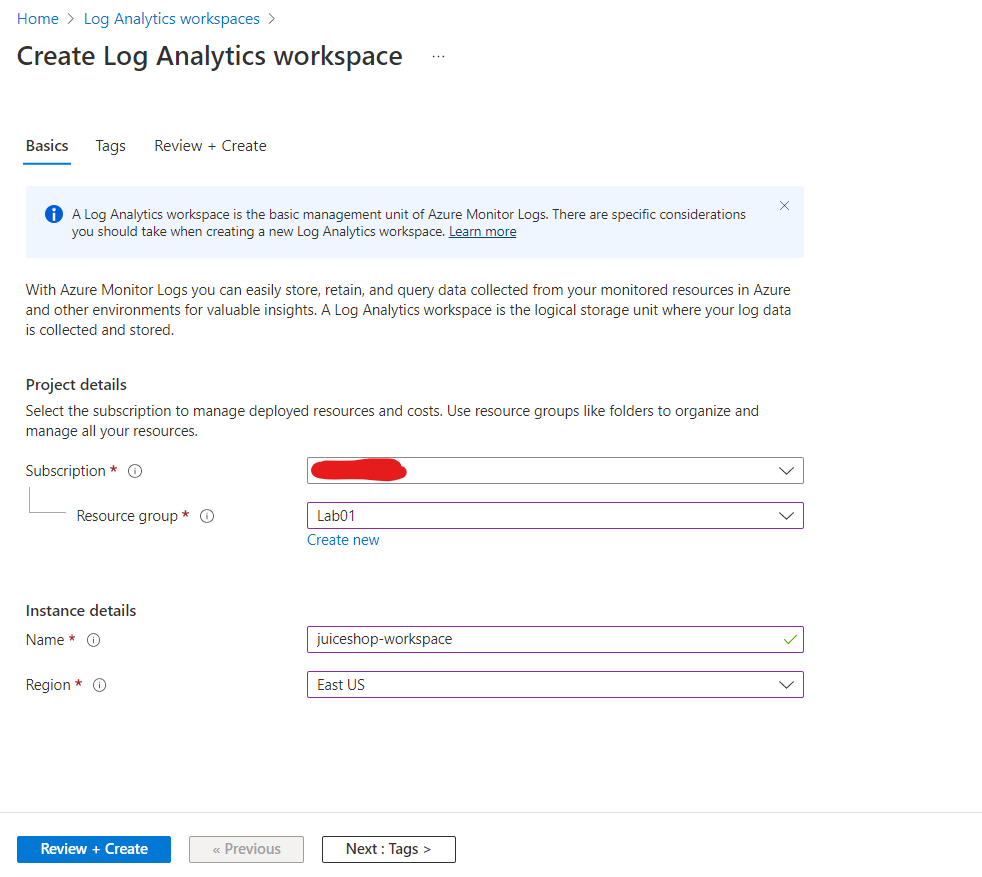 Home > Log Analytics workspaces >
Create Log Analytics workspace ...
Basics Tags Review + Create
A Log Analytics workspace is the basic management unit of Azure Monitor Logs. There are specific considerations
you should take when creating a new Log Analytics workspace. Learn more
With Azure Monitor Logs you can easily store, retain, and query data collected from your monitored resources in Azure
and other environments for valuable insights. A Log Analytics workspace is the logical storage unit where your log data
is collected and stored.
Project details
Select the subscription to manage deployed resources and costs. Use resource groups like folders to organize and
manage all your resources.
Subscription *
Resource group * Lab01
Create new
Instance details
Name * juiceshop-workspace
Region * East US
Review + Create « Previous Next : Tags >